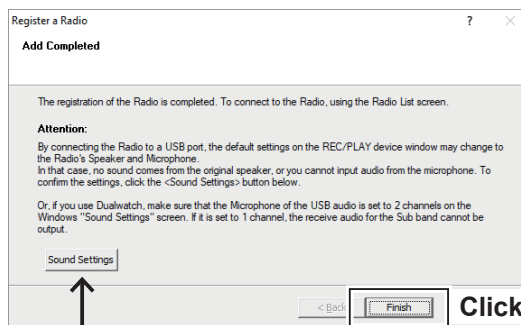 Register a Radio ?
Add Completed
The registration of the Radio is completed. To connect to the Radio, using the Radio List screen.
Attention:
By connecting the Radio to a USB port, the default settings on the REC/PLAY device window may change to
the Radio's Speaker and Microphone.
In that case, no sound comes from the original speaker, or you cannot input audio from the microphone. To
confirm the settings, click the <Sound Settings> button below.
Or, if you use Dualwatch, make sure that the Microphone of the USB audio is set to 2 channels on the
Windows "Sound Settings" screen. If it is set to 1 channel, the receive audio for the Sub band cannot be
output.
Sound Settings
< Back Finish Click